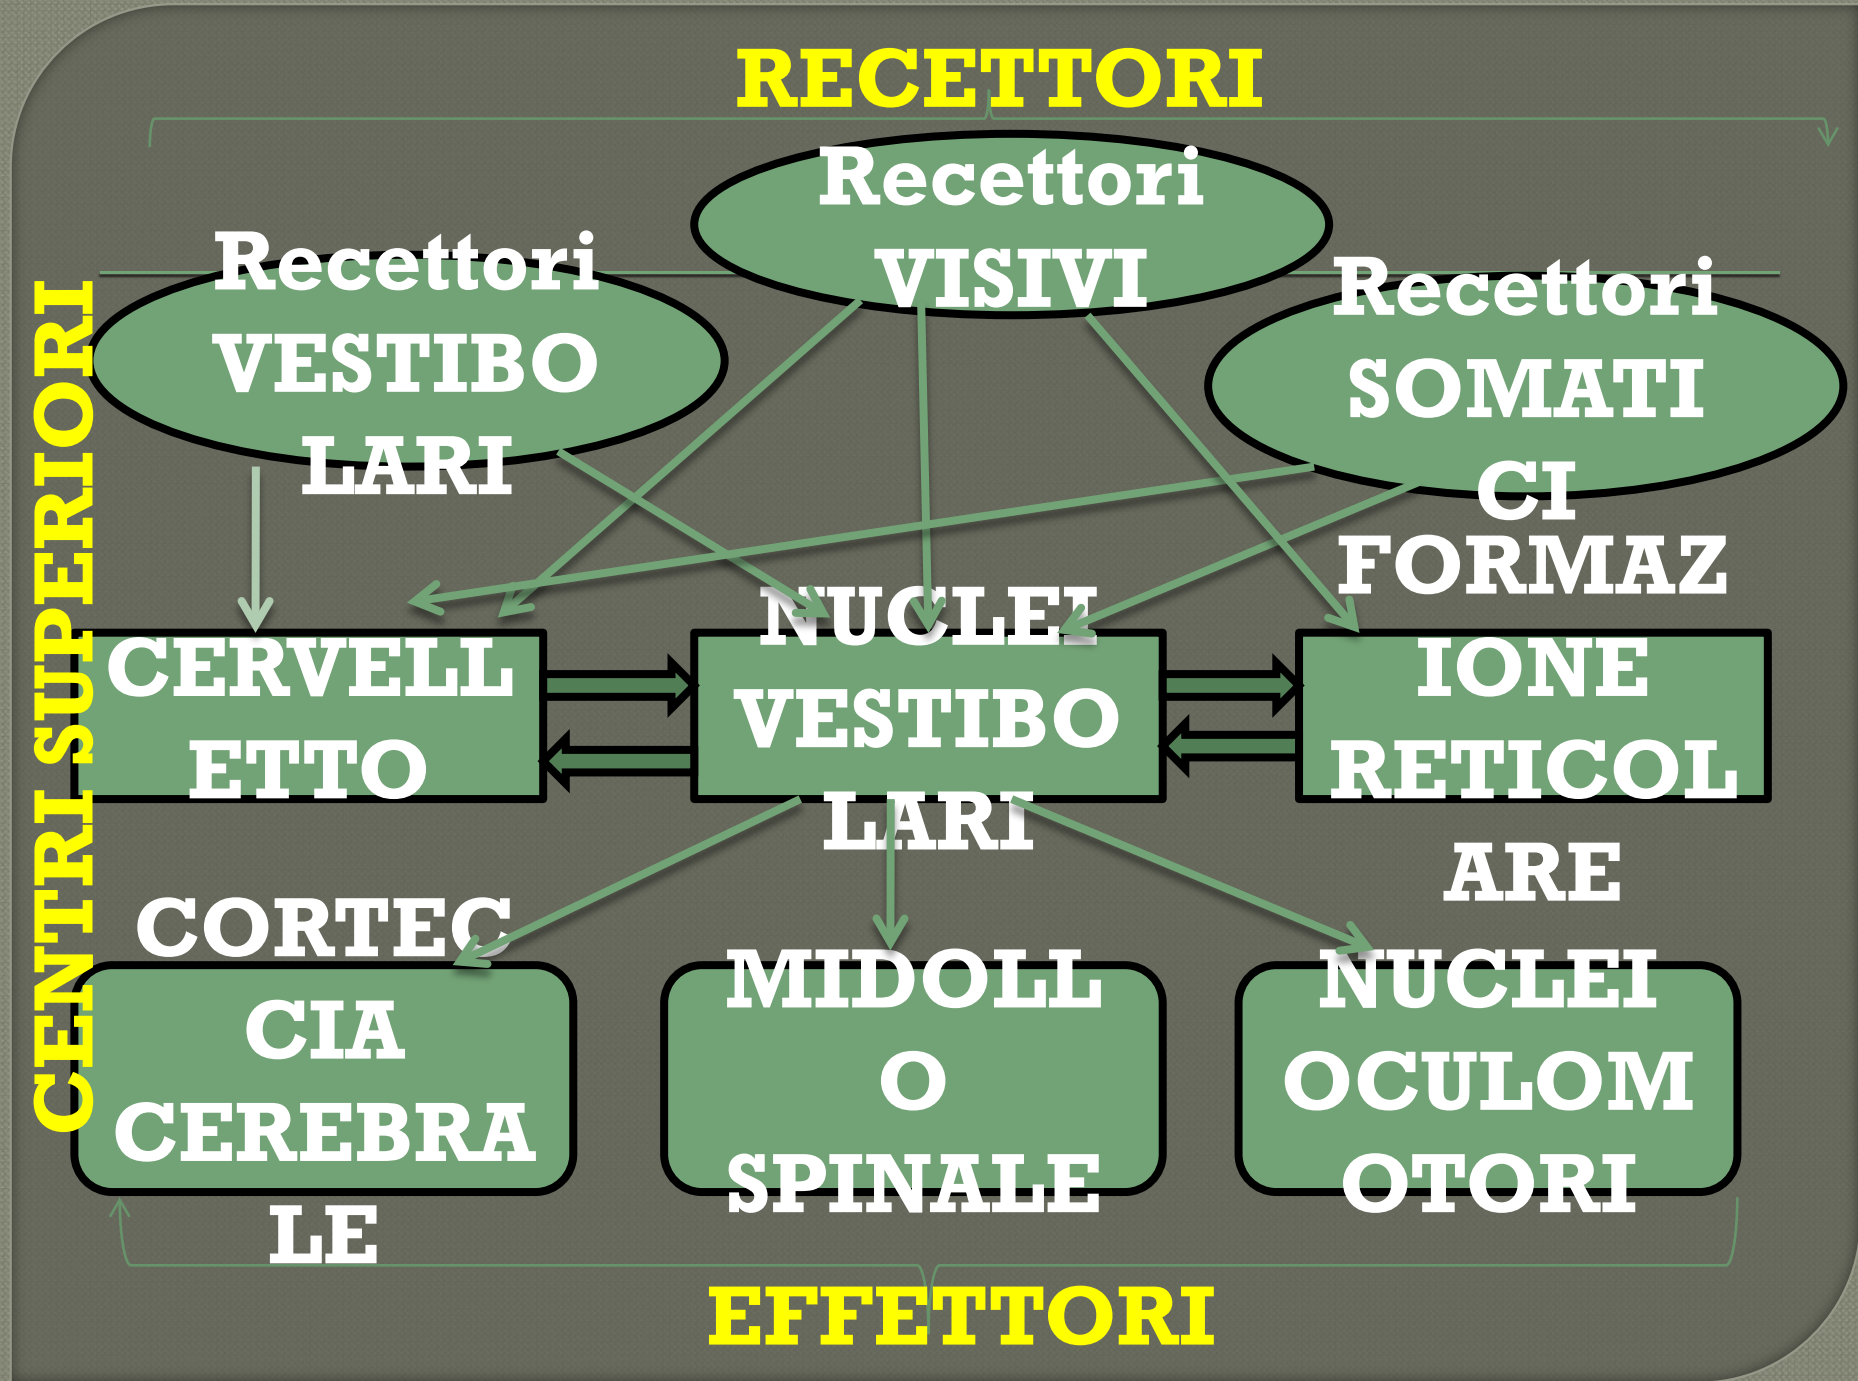 RECETTORI
Recettori
VISIVI
Recettori
VESTIBO
LARI
Recettori
SOMATI
CI
CENTRI SUPERIORI
CERVELL
ETTO
NUCLEI
VESTIBO
LARI
FORMAZ
IONE
RETICOL
ARE
CORTEC
CIA
CEREBRA
LE
MIDOLL
O
SPINALE
NUCLEI
OCULOM
OTORI
EFFETTORI